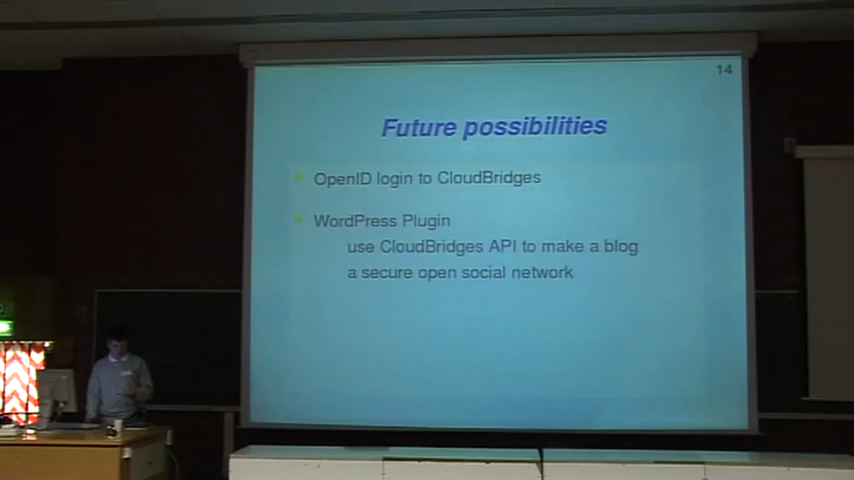 14
Future possibilities
OpenID login to CloudBridges
WordPress Plugin
use CloudBridges API to make a blog
a secure open social network